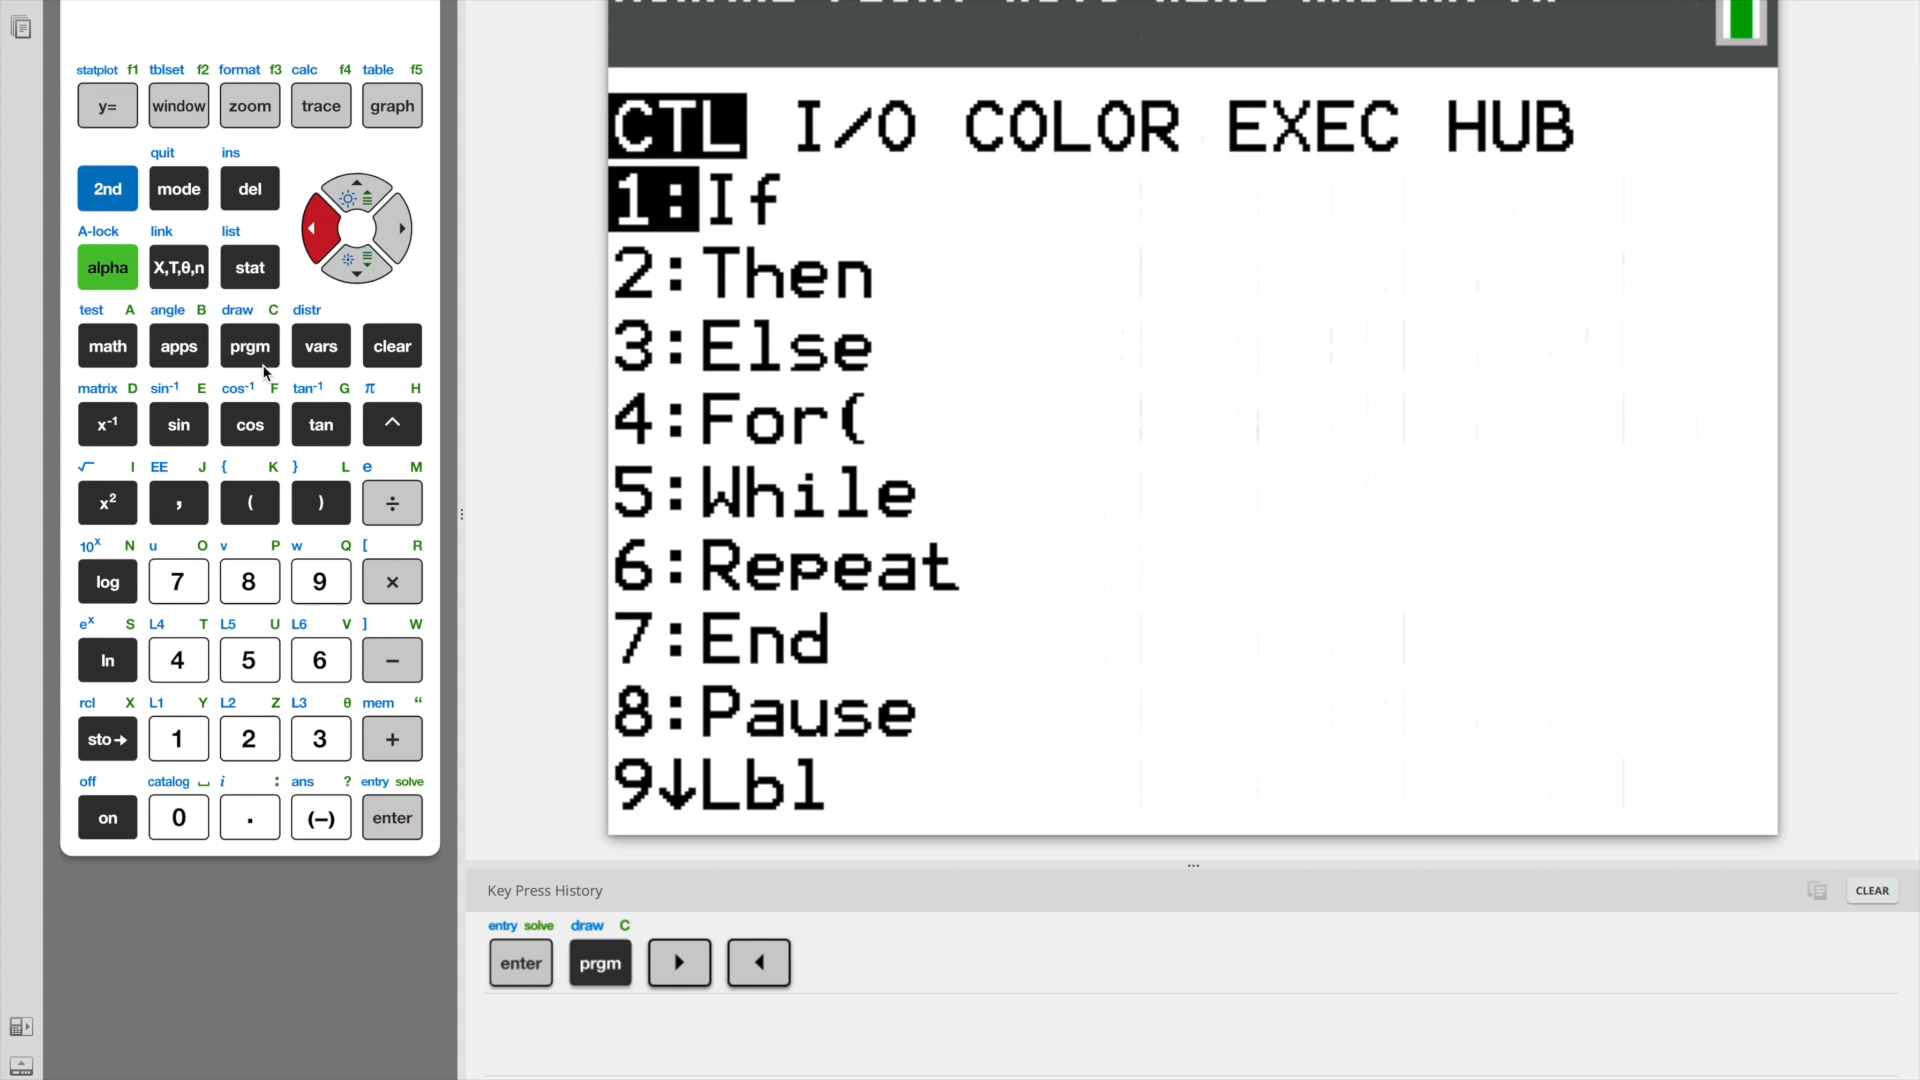 statplot f1 tblset f2 format f3 calc f4 table f5
y= window zoom trace graph
quit ins
2nd mode del
A-lock link list
alpha X,T,θ,n stat
test A angle B draw C distr
math apps prgm vars clear
matrix D sin-1 E cos-1 F tan-1 G π H
x-1 sin cos tan ^
√ I EE J { K } L e M
x2 , ( ) ÷
10x N u O v P w Q [ R
log 7 8 9 ×
ex S L4 T L5 U L6 V ] W
ln 4 5 6 −
rcl X L1 Y L2 Z L3 θ mem “
sto→ 1 2 3 +
off catalog ⎵ i : ans ? entry solve
on 0 . (−) enter
CTL I/O COLOR EXEC HUB
1:If
2:Then
3:Else
4:For(
5:While
6:Repeat
7:End
8:Pause
9↓Lbl
Key Press History
CLEAR
entry solve draw C
enter prgm